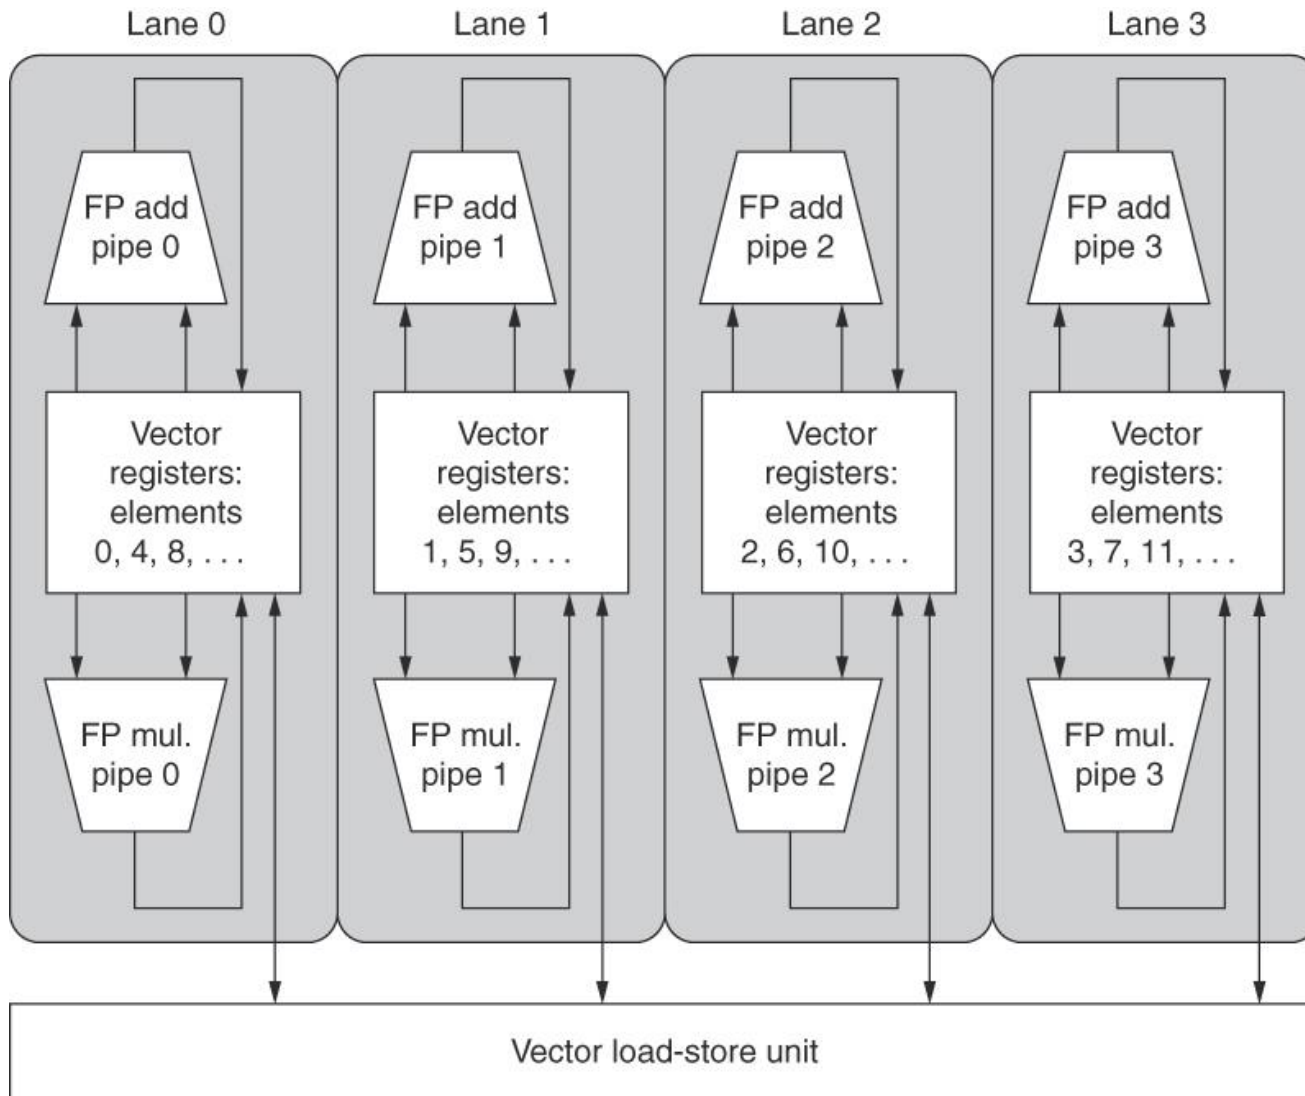 Lane 0
Lane 1
Lane 2
Lane 3
FP add
pipe 0
FP add
pipe 1
FP add
pipe 2
FP add
pipe 3
Vector
registers:
elements
0, 4, 8, . . .
Vector
registers:
elements
1, 5, 9, . . .
Vector
registers:
elements
2, 6, 10, . . .
Vector
registers:
elements
3, 7, 11, . . .
FP mul.
pipe 0
FP mul.
pipe 1
FP mul.
pipe 2
FP mul.
pipe 3
Vector load-store unit